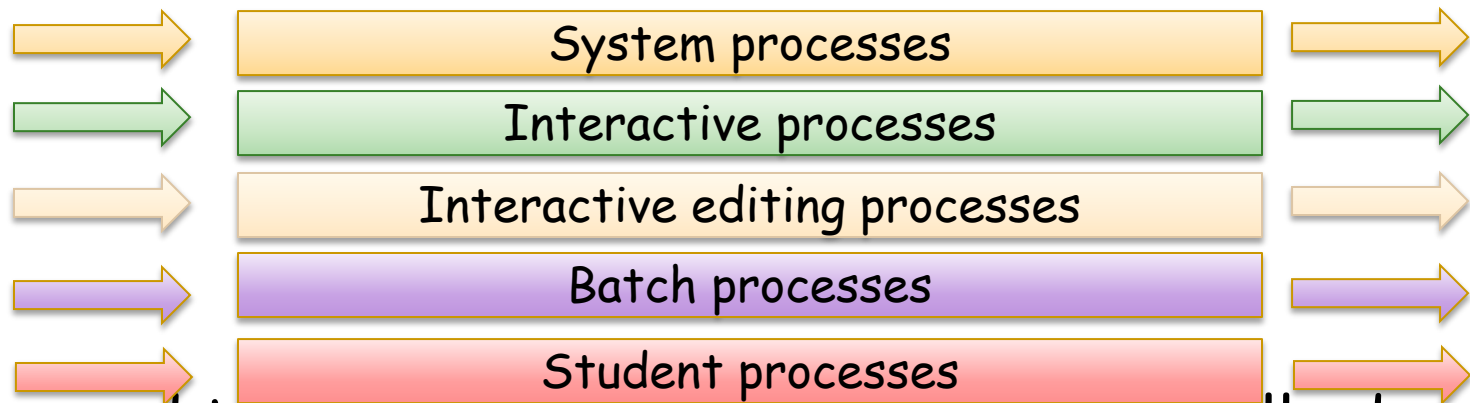 System processes
Interactive processes
Interactive editing processes
Batch processes
Student processes